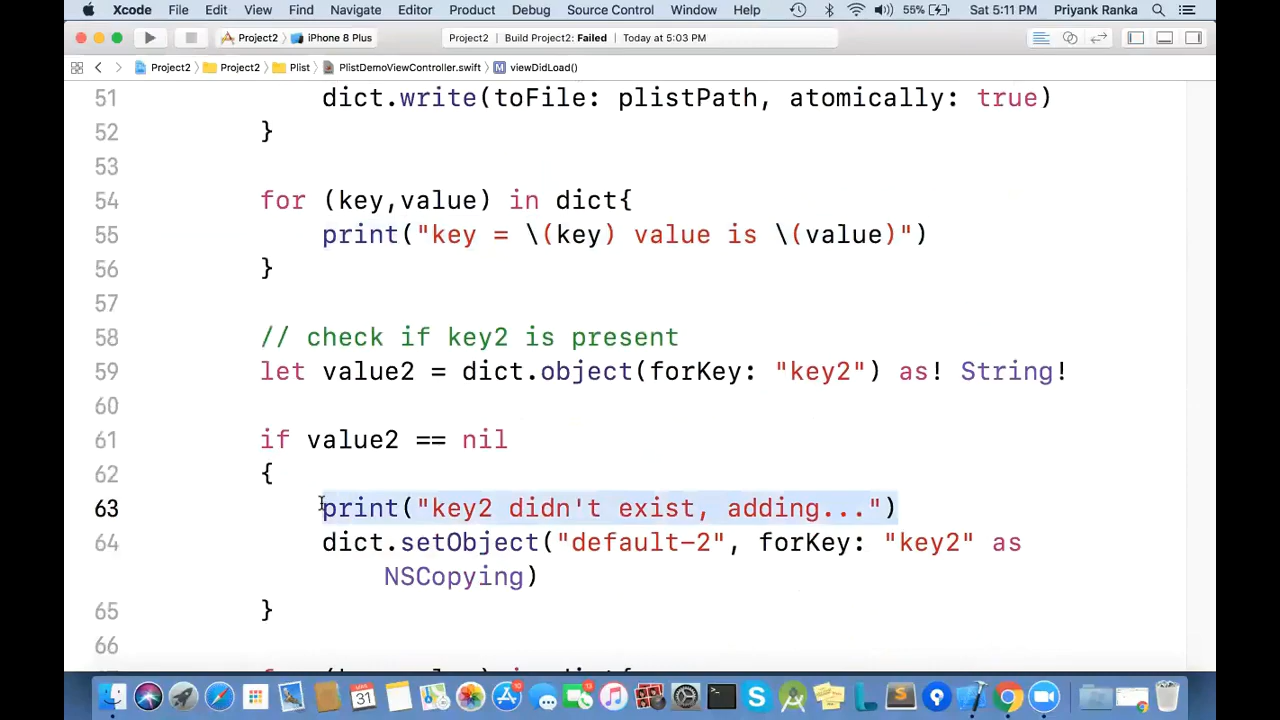 Xcode File Edit View Find Navigate Editor Product Debug Source Control Window Help 55% Sat 5:11 PM Priyank Ranka
Project2 iPhone 8 Plus Project2 Build Project2: Failed Today at 5:03 PM
Project2 Project2 Plist PlistDemoViewController.swift M viewDidLoad()
51 dict.write(toFile: plistPath, atomically: true)
52 }
53
54 for (key,value) in dict{
55 print("key = \(key) value is \(value)")
56 }
57
58 // check if key2 is present
59 let value2 = dict.object(forKey: "key2") as! String!
60
61 if value2 == nil
62 {
63 print("key2 didn't exist, adding...")
64 dict.setObject("default-2", forKey: "key2" as
NSCopying)
65 }
66